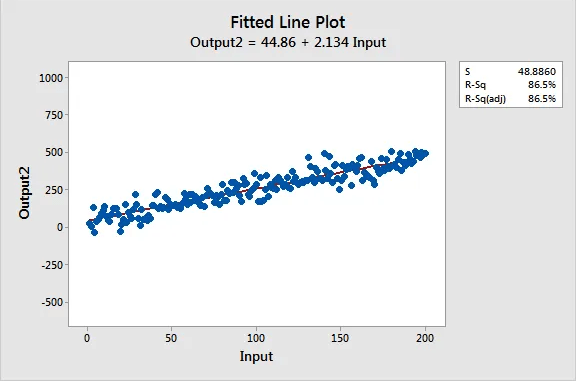 Fitted Line Plot
Output2 = 44.86 + 2.134 Input
S 48.8860
R-Sq 86.5%
R-Sq(adj) 86.5%
1000
750
500
250
0
-250
-500
Output2
0 50 100 150 200
Input